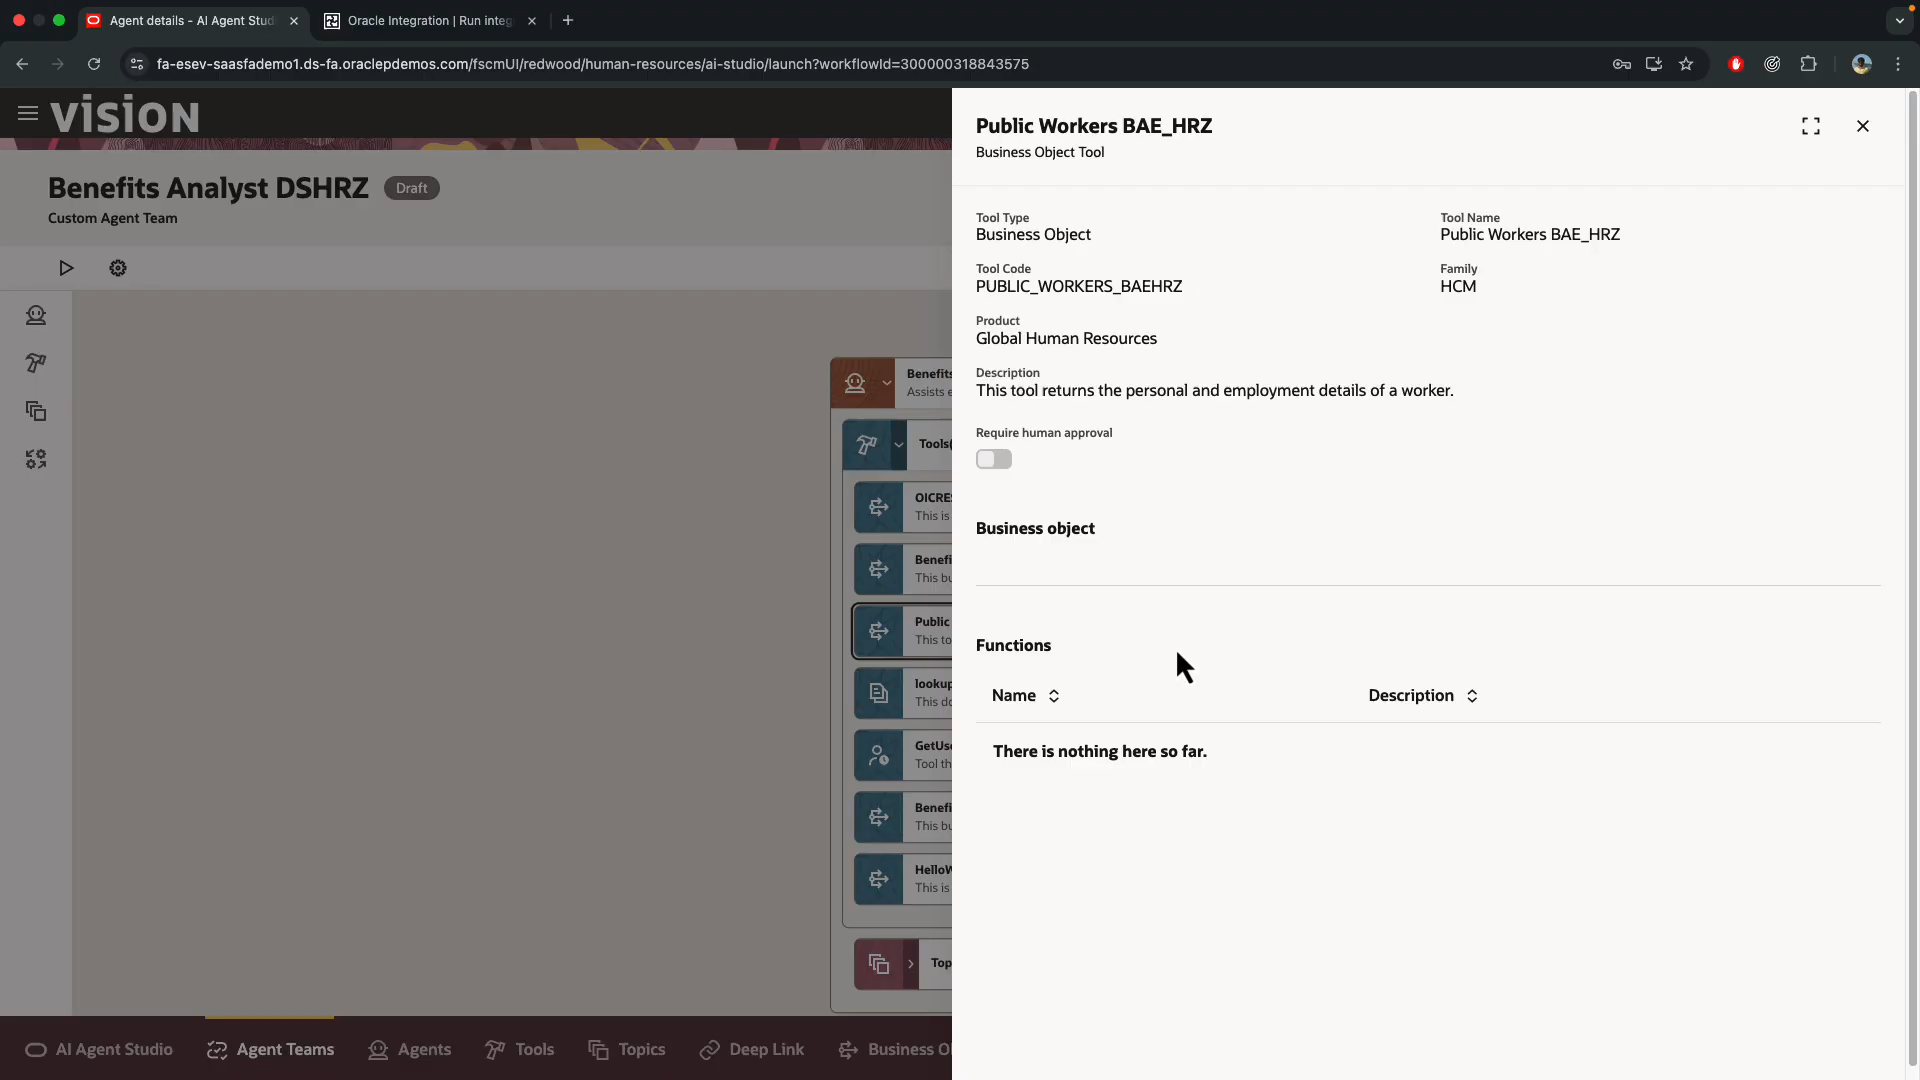 Agent details - AI Agent Stud
Oracle Integration | Run integ
fa-esev-saasfademo1.ds-fa.oraclepdemos.com/fscmUI/redwood/human-resources/ai-studio/launch?workflowId=300000318843575
vision
Benefits Analyst DSHRZ
Draft
Custom Agent Team
Benefits
Assists e
Tools(
OICRES
This is
Benefi
This bu
Public
This to
lookup
This do
GetUse
Tool th
Benefi
This bu
HelloW
This is
Top
AI Agent Studio
Agent Teams
Agents
Tools
Topics
Deep Link
Business O
Public Workers BAE_HRZ
Business Object Tool
Tool Type
Business Object
Tool Name
Public Workers BAE_HRZ
Tool Code
PUBLIC_WORKERS_BAEHRZ
Family
HCM
Product
Global Human Resources
Description
This tool returns the personal and employment details of a worker.
Require human approval
Business object
Functions
Name
Description
There is nothing here so far.